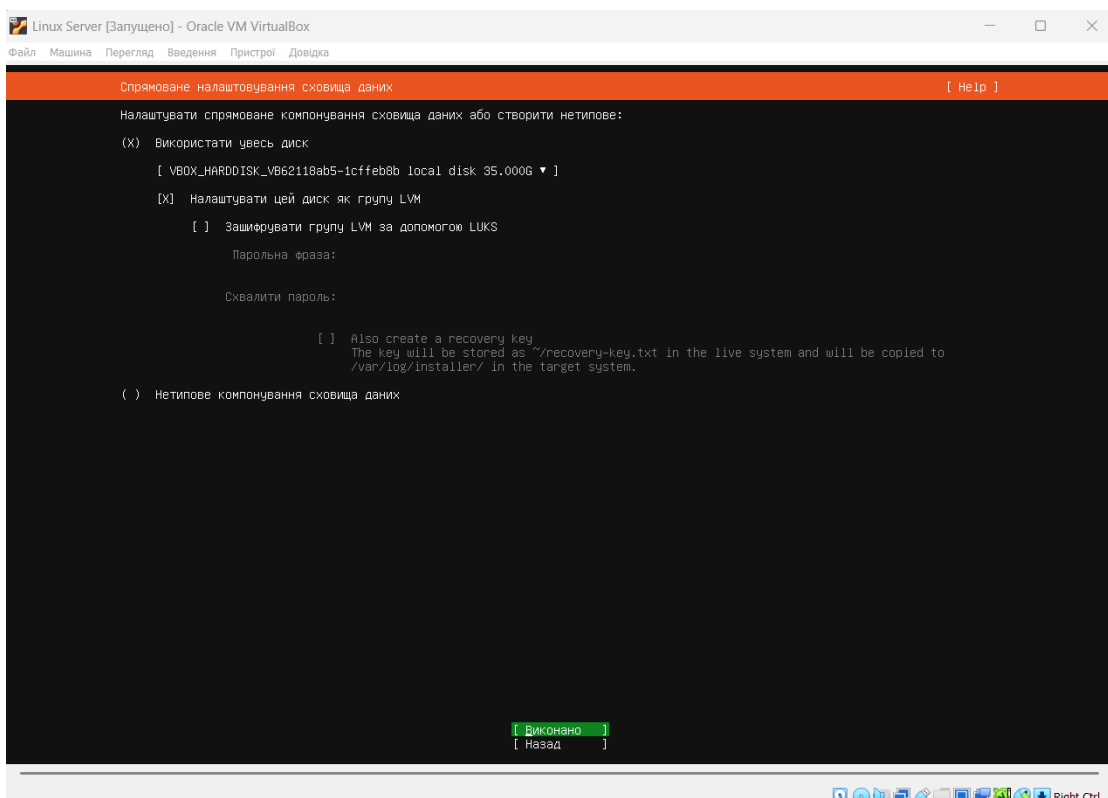 Linux Server [Запущено] - Oracle VM VirtualBox
Файл Машина Перегляд Введення Пристрої Довідка
Спрямоване налаштовування сховища даних [ Help ]
Налаштувати спрямоване компонування сховища даних або створити нетипове:
(X) Використати увесь диск
[ VBOX_HARDDISK_VB62118ab5-1cffeb8b local disk 35.000G ▾ ]
[X] Налаштувати цей диск як групу LVM
[ ] Зашифрувати групу LVM за допомогою LUKS
Парольна фраза:
Схвалити пароль:
[ ] Also create a recovery key
The key will be stored as ~/recovery-key.txt in the live system and will be copied to
/var/log/installer/ in the target system.
( ) Нетипове компонування сховища даних
[ Виконано ]
[ Назад ]
Right Ctrl